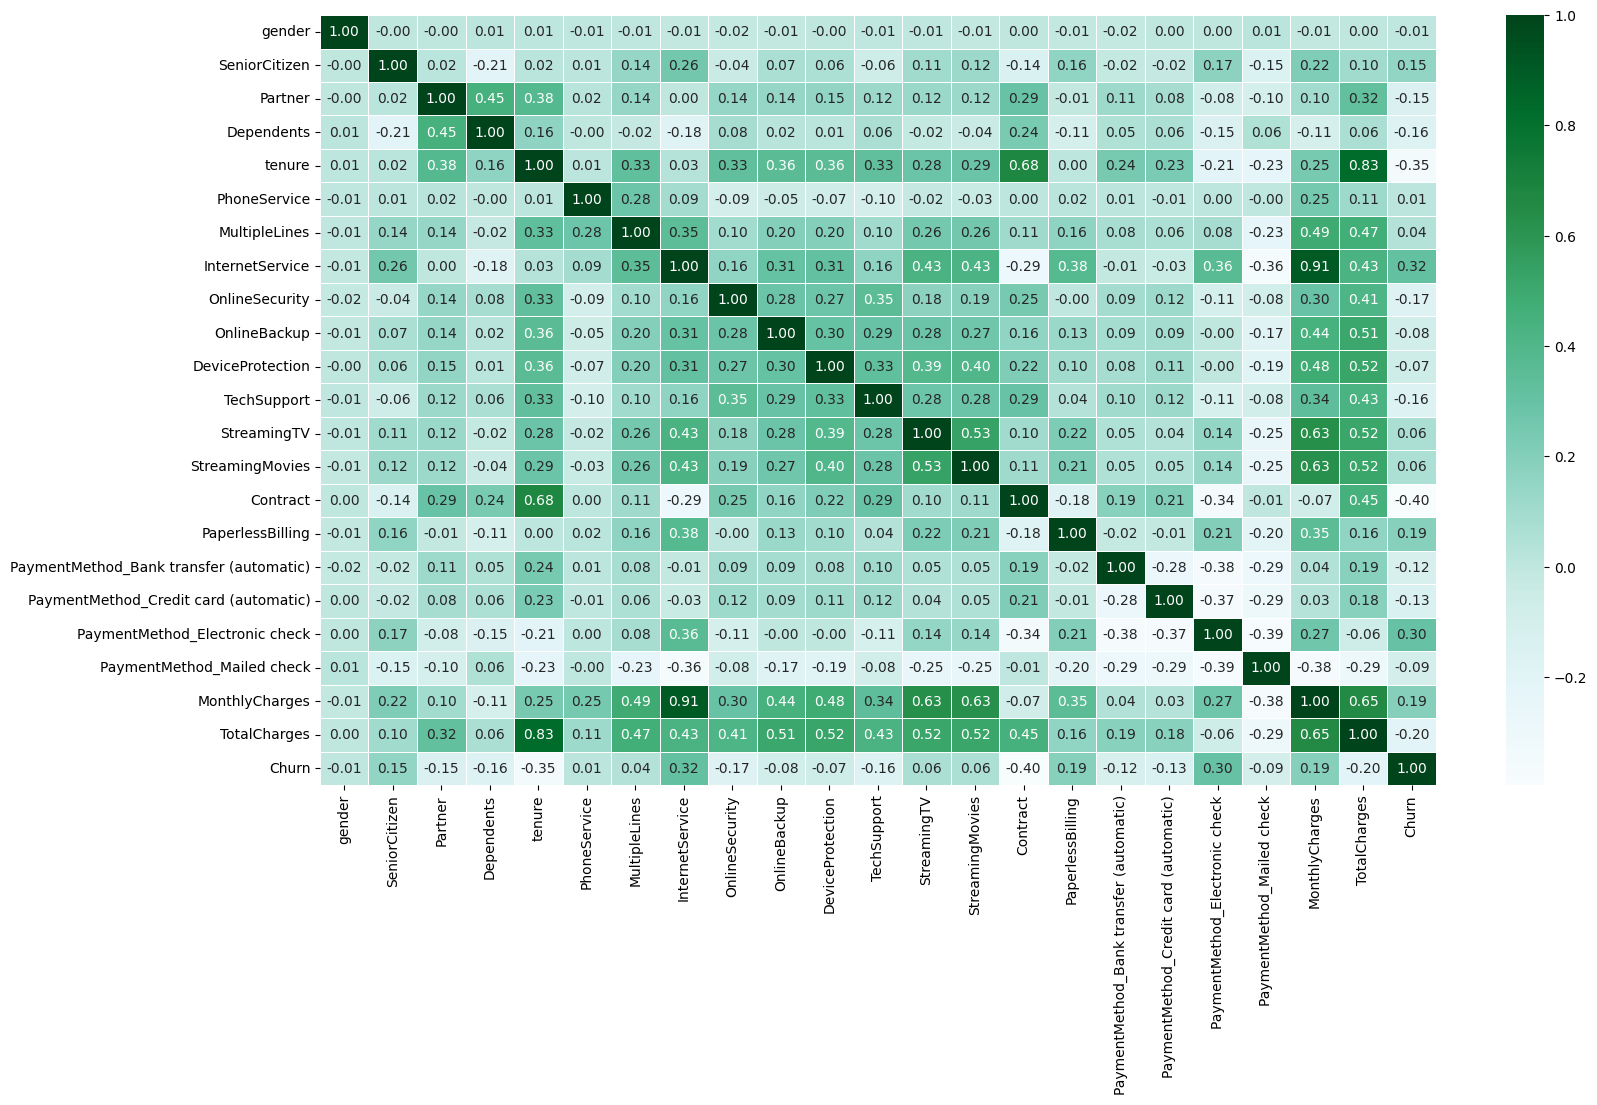 gender 1.00 -0.00 -0.00 0.01 0.01 -0.01 -0.01 -0.01 -0.02 -0.01 -0.00 -0.01 -0.01 -0.01 0.00 -0.01 -0.02 0.00 0.00 0.01 -0.01 0.00 -0.01
SeniorCitizen -0.00 1.00 0.02 -0.21 0.02 0.01 0.14 0.26 -0.04 0.07 0.06 -0.06 0.11 0.12 -0.14 0.16 -0.02 -0.02 0.17 -0.15 0.22 0.10 0.15
Partner -0.00 0.02 1.00 0.45 0.38 0.02 0.14 0.00 0.14 0.14 0.15 0.12 0.12 0.12 0.29 -0.01 0.11 0.08 -0.08 -0.10 0.10 0.32 -0.15
Dependents 0.01 -0.21 0.45 1.00 0.16 -0.00 -0.02 -0.18 0.08 0.02 0.01 0.06 -0.02 -0.04 0.24 -0.11 0.05 0.06 -0.15 0.06 -0.11 0.06 -0.16
tenure 0.01 0.02 0.38 0.16 1.00 0.01 0.33 0.03 0.33 0.36 0.36 0.33 0.28 0.29 0.68 0.00 0.24 0.23 -0.21 -0.23 0.25 0.83 -0.35
PhoneService -0.01 0.01 0.02 -0.00 0.01 1.00 0.28 0.09 -0.09 -0.05 -0.07 -0.10 -0.02 -0.03 0.00 0.02 0.01 -0.01 0.00 -0.00 0.25 0.11 0.01
MultipleLines -0.01 0.14 0.14 -0.02 0.33 0.28 1.00 0.35 0.10 0.20 0.20 0.10 0.26 0.26 0.11 0.16 0.08 0.06 0.08 -0.23 0.49 0.47 0.04
InternetService -0.01 0.26 0.00 -0.18 0.03 0.09 0.35 1.00 0.16 0.31 0.31 0.16 0.43 0.43 -0.29 0.38 -0.01 -0.03 0.36 -0.36 0.91 0.43 0.32
OnlineSecurity -0.02 -0.04 0.14 0.08 0.33 -0.09 0.10 0.16 1.00 0.28 0.27 0.35 0.18 0.19 0.25 -0.00 0.09 0.12 -0.11 -0.08 0.30 0.41 -0.17
OnlineBackup -0.01 0.07 0.14 0.02 0.36 -0.05 0.20 0.31 0.28 1.00 0.30 0.29 0.28 0.27 0.16 0.13 0.09 0.09 -0.00 -0.17 0.44 0.51 -0.08
DeviceProtection -0.00 0.06 0.15 0.01 0.36 -0.07 0.20 0.31 0.27 0.30 1.00 0.33 0.39 0.40 0.22 0.10 0.08 0.11 -0.00 -0.19 0.48 0.52 -0.07
TechSupport -0.01 -0.06 0.12 0.06 0.33 -0.10 0.10 0.16 0.35 0.29 0.33 1.00 0.28 0.28 0.29 0.04 0.10 0.12 -0.11 -0.08 0.34 0.43 -0.16
StreamingTV -0.01 0.11 0.12 -0.02 0.28 -0.02 0.26 0.43 0.18 0.28 0.39 0.28 1.00 0.53 0.10 0.22 0.05 0.04 0.14 -0.25 0.63 0.52 0.06
StreamingMovies -0.01 0.12 0.12 -0.04 0.29 -0.03 0.26 0.43 0.19 0.27 0.40 0.28 0.53 1.00 0.11 0.21 0.05 0.05 0.14 -0.25 0.63 0.52 0.06
Contract 0.00 -0.14 0.29 0.24 0.68 0.00 0.11 -0.29 0.25 0.16 0.22 0.29 0.10 0.11 1.00 -0.18 0.19 0.21 -0.34 -0.01 -0.07 0.45 -0.40
PaperlessBilling -0.01 0.16 -0.01 -0.11 0.00 0.02 0.16 0.38 -0.00 0.13 0.10 0.04 0.22 0.21 -0.18 1.00 -0.02 -0.01 0.21 -0.20 0.35 0.16 0.19
PaymentMethod_Bank transfer (automatic) -0.02 -0.02 0.11 0.05 0.24 0.01 0.08 -0.01 0.09 0.09 0.08 0.10 0.05 0.05 0.19 -0.02 1.00 -0.28 -0.38 -0.29 0.04 0.19 -0.12
PaymentMethod_Credit card (automatic) 0.00 -0.02 0.08 0.06 0.23 -0.01 0.06 -0.03 0.12 0.09 0.11 0.12 0.04 0.05 0.21 -0.01 -0.28 1.00 -0.37 -0.29 0.03 0.18 -0.13
PaymentMethod_Electronic check 0.00 0.17 -0.08 -0.15 -0.21 0.00 0.08 0.36 -0.11 -0.00 -0.00 -0.11 0.14 0.14 -0.34 0.21 -0.38 -0.37 1.00 -0.39 0.27 -0.06 0.30
PaymentMethod_Mailed check 0.01 -0.15 -0.10 0.06 -0.23 -0.00 -0.23 -0.36 -0.08 -0.17 -0.19 -0.08 -0.25 -0.25 -0.01 -0.20 -0.29 -0.29 -0.39 1.00 -0.38 -0.29 -0.09
MonthlyCharges -0.01 0.22 0.10 -0.11 0.25 0.25 0.49 0.91 0.30 0.44 0.48 0.34 0.63 0.63 -0.07 0.35 0.04 0.03 0.27 -0.38 1.00 0.65 0.19
TotalCharges 0.00 0.10 0.32 0.06 0.83 0.11 0.47 0.43 0.41 0.51 0.52 0.43 0.52 0.52 0.45 0.16 0.19 0.18 -0.06 -0.29 0.65 1.00 -0.20
Churn -0.01 0.15 -0.15 -0.16 -0.35 0.01 0.04 0.32 -0.17 -0.08 -0.07 -0.16 0.06 0.06 -0.40 0.19 -0.12 -0.13 0.30 -0.09 0.19 -0.20 1.00
gender
SeniorCitizen
Partner
Dependents
tenure
PhoneService
MultipleLines
InternetService
OnlineSecurity
OnlineBackup
DeviceProtection
TechSupport
StreamingTV
StreamingMovies
Contract
PaperlessBilling
PaymentMethod_Bank transfer (automatic)
PaymentMethod_Credit card (automatic)
PaymentMethod_Electronic check
PaymentMethod_Mailed check
MonthlyCharges
TotalCharges
Churn
1.0
0.8
0.6
0.4
0.2
0.0
−0.2